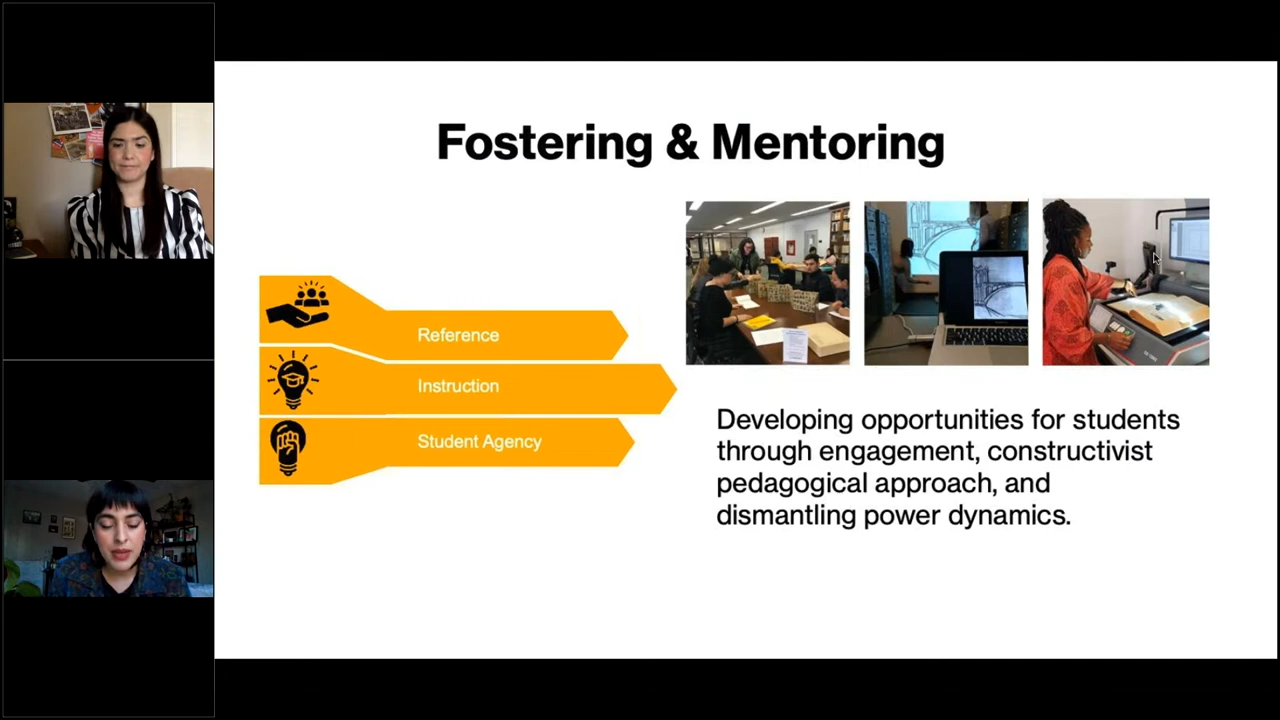 Fostering & Mentoring
Reference
Instruction
Student Agency
Developing opportunities for students
through engagement, constructivist
pedagogical approach, and
dismantling power dynamics.